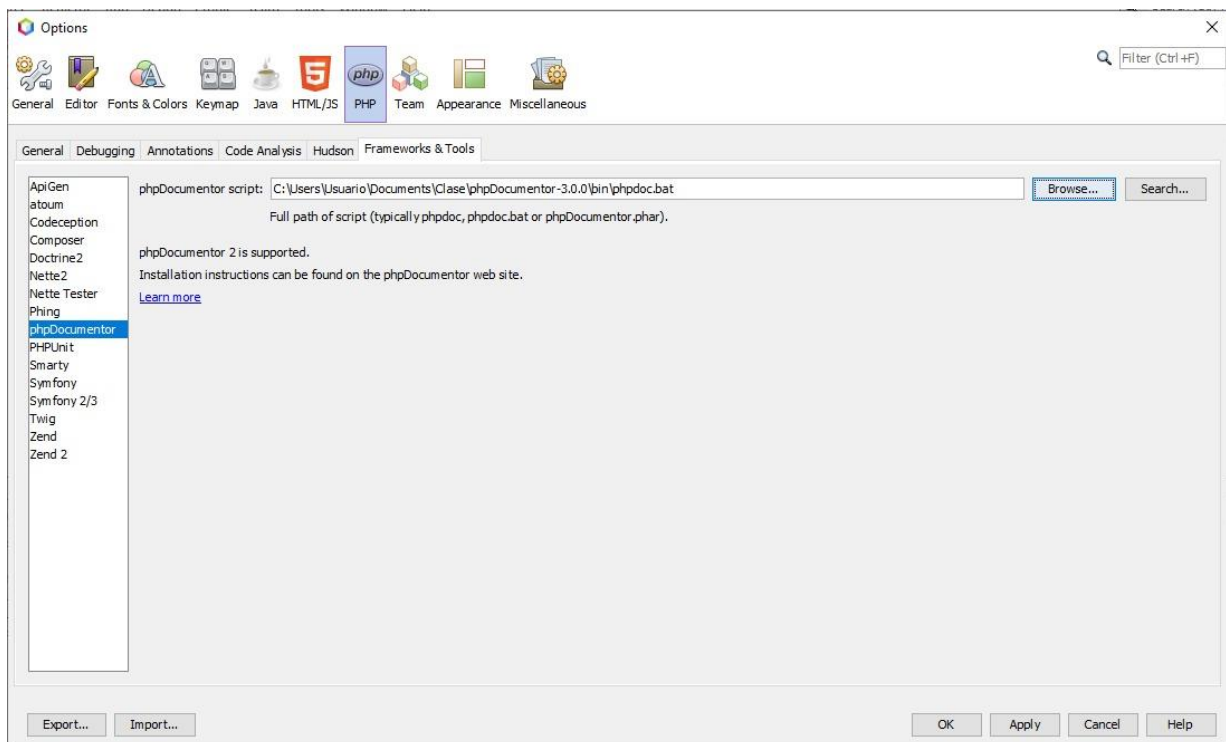 Options
Filter (Ctrl+F)
General Editor Fonts & Colors Keymap Java HTML/JS PHP Team Appearance Miscellaneous
General Debugging Annotations Code Analysis Hudson Frameworks & Tools
ApiGen
atoum
Codeception
Composer
Doctrine2
Nette2
Nette Tester
Phing
phpDocumentor
PHPUnit
Smarty
Symfony
Symfony 2/3
Twig
Zend
Zend 2
phpDocumentor script: C:\Users\Usuario\Documents\Clase\phpDocumentor-3.0.0\bin\phpdoc.bat Browse... Search...
Full path of script (typically phpdoc, phpdoc.bat or phpDocumentor.phar).
phpDocumentor 2 is supported.
Installation instructions can be found on the phpDocumentor web site.
Learn more
Export... Import... OK Apply Cancel Help